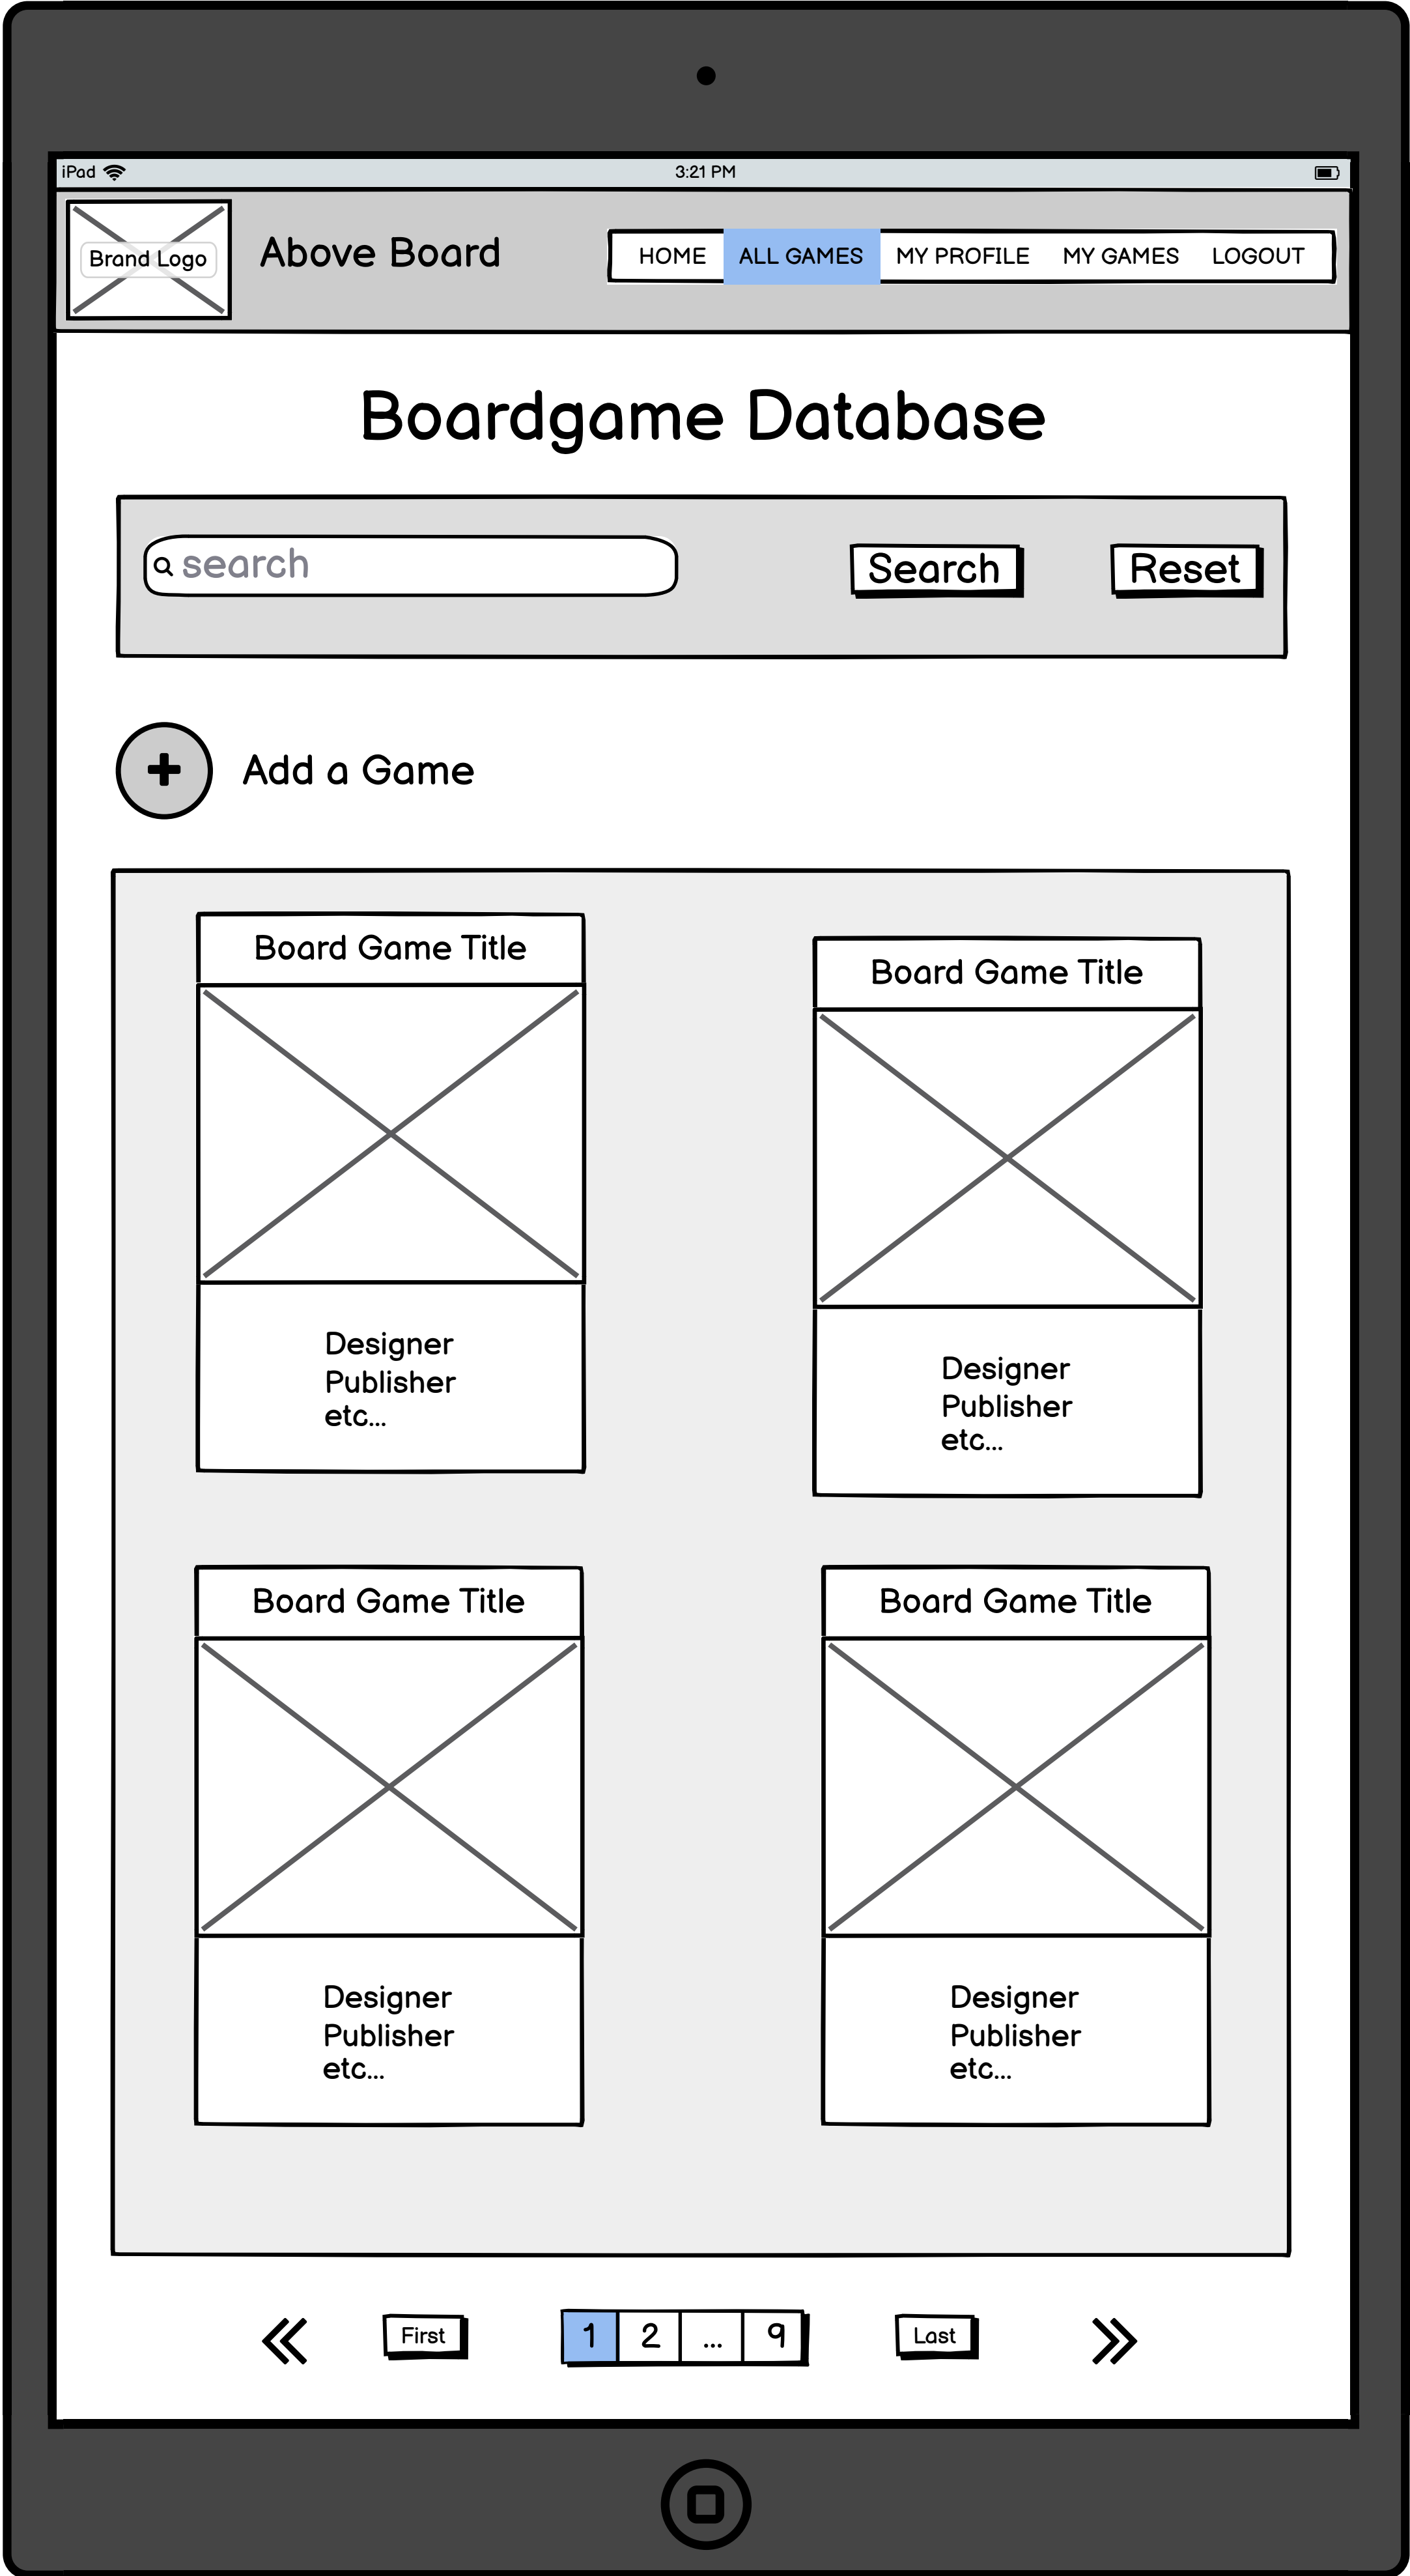 iPad 3:21 PM
Brand Logo
Above Board
HOME ALL GAMES MY PROFILE MY GAMES LOGOUT
Boardgame Database
search
Search Reset
Add a Game
Board Game Title
Designer
Publisher
etc...
Board Game Title
Designer
Publisher
etc...
Board Game Title
Designer
Publisher
etc...
Board Game Title
Designer
Publisher
etc...
First 1 2 ... 9 Last